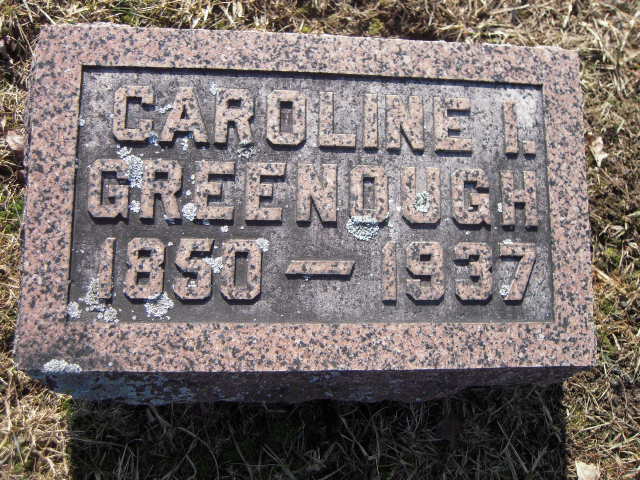 CAROLINE I.
GREENOUGH
1850 — 1937